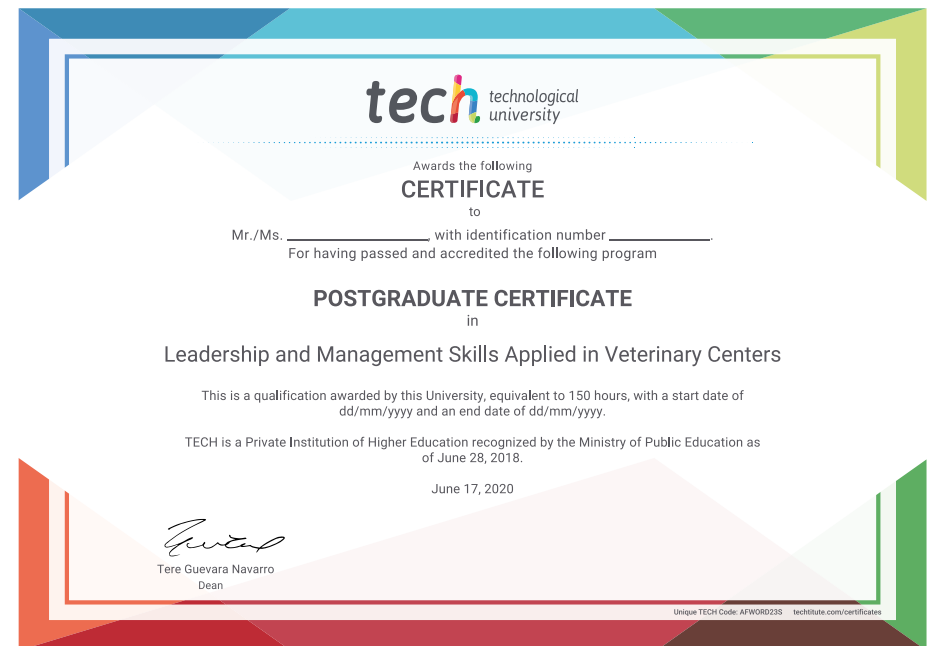 tech technological
university
Awards the following
CERTIFICATE
to
Mr./Ms. ____________, with identification number ____________.
For having passed and accredited the following program
POSTGRADUATE CERTIFICATE
in
Leadership and Management Skills Applied in Veterinary Centers
This is a qualification awarded by this University, equivalent to 150 hours, with a start date of
dd/mm/yyyy and an end date of dd/mm/yyyy.
TECH is a Private Institution of Higher Education recognized by the Ministry of Public Education as
of June 28, 2018.
June 17, 2020
Tere Guevara Navarro
Dean
Unique TECH Code: AFWORD23S techtitute.com/certificates